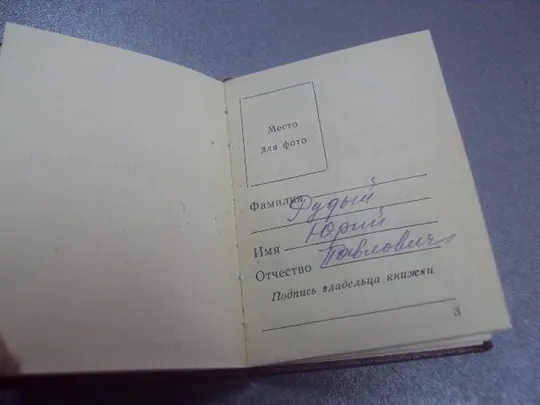 Место
для фото
Фамилия Рудый
Имя Юрий
Отчество Павлович
Подпись владельца книжки
3